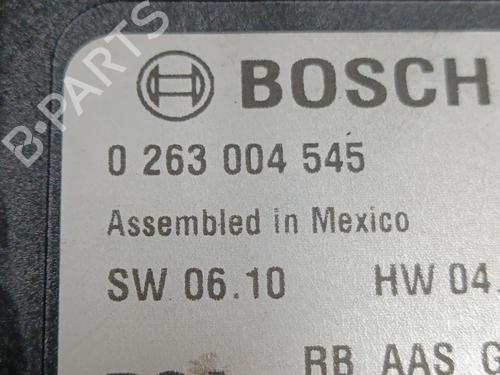 B-PARTS
BOSCH
0 263 004 545
Assembled in Mexico
SW 06.10 HW 04.
RB AAS G